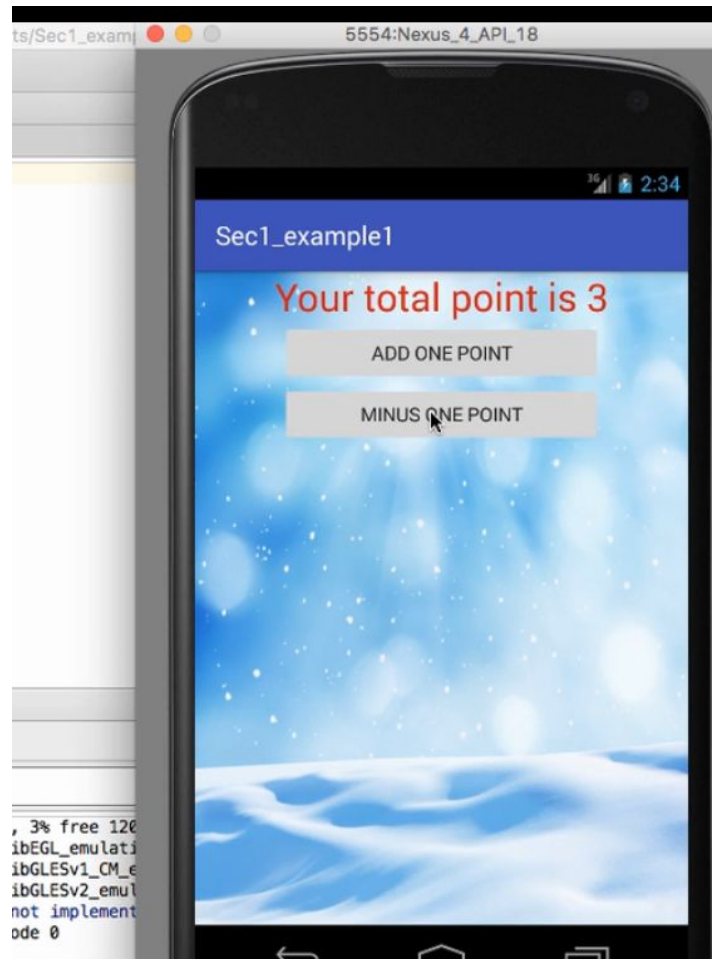 ts/Sec1_examp
5554:Nexus_4_API_18
3G
2:34
Sec1_example1
Your total point is 3
ADD ONE POINT
MINUS ONE POINT
, 3% free 120
ibEGL_emulati
ibGLESv1_CM_e
ibGLESv2_emul
not implement
ode 0